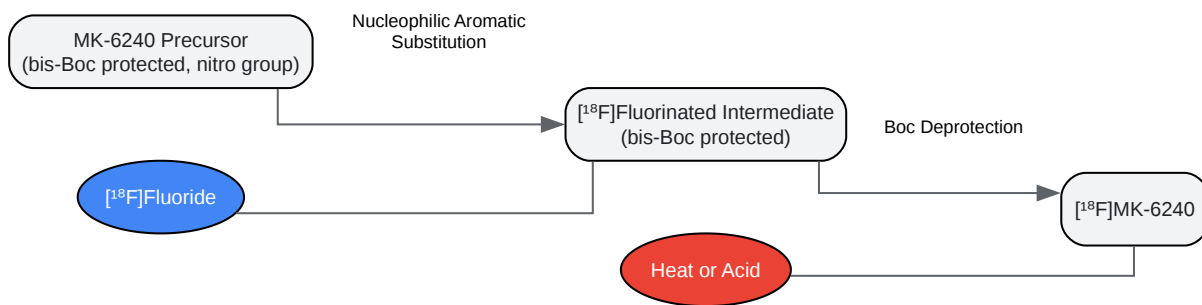 Nucleophilic Aromatic
Substitution
MK-6240 Precursor
(bis-Boc protected, nitro group)
[¹⁸F]Fluorinated Intermediate
(bis-Boc protected)
Boc Deprotection
[¹⁸F]Fluoride
[¹⁸F]MK-6240
Heat or Acid